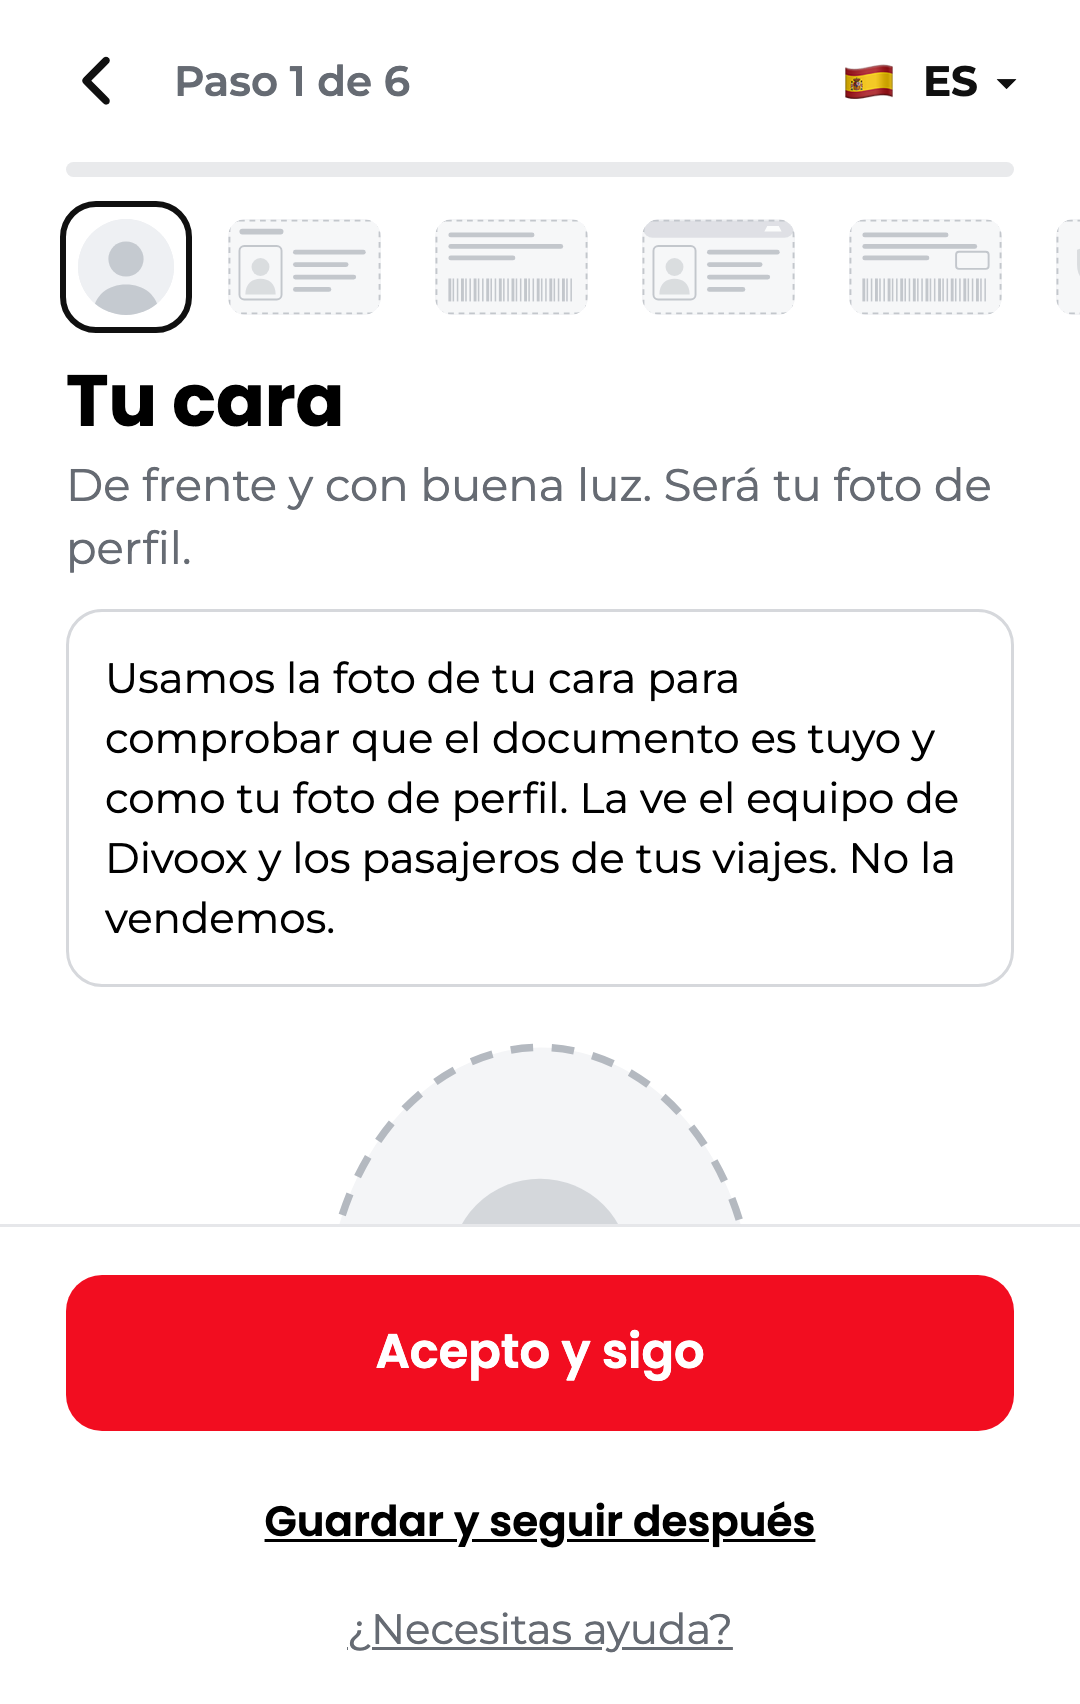 Paso 1 de 6
ES
Tu cara
De frente y con buena luz. Será tu foto de
perfil.
Usamos la foto de tu cara para
comprobar que el documento es tuyo y
como tu foto de perfil. La ve el equipo de
Divoox y los pasajeros de tus viajes. No la
vendemos.
Acepto y sigo
Guardar y seguir después
¿Necesitas ayuda?